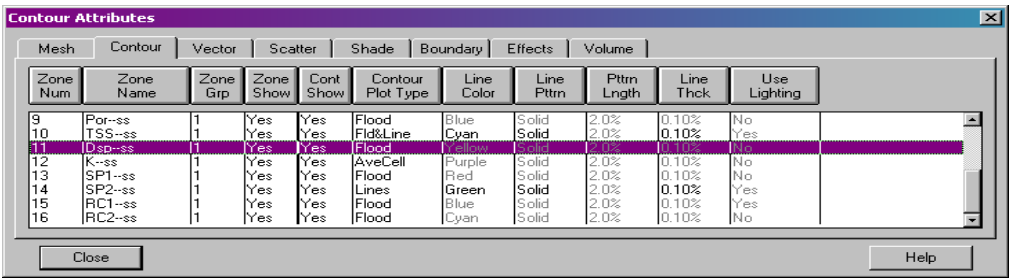 Contour Attributes
Mesh Contour Vector Scatter Shade Boundary Effects Volume
Zone Num Zone Name Zone Grp Zone Show Cont Show Contour Plot Type Line Color Line Pttrn Pttrn Lngth Line Thck Use Lighting
9 Por--ss 1 Yes Yes Flood Blue Solid 2.0% 0.10% No
10 TSS--ss 1 Yes Yes Fld&Line Cyan Solid 2.0% 0.10% Yes
11 Dsp--ss 1 Yes Yes Flood Yellow Solid 2.0% 0.10% No
12 K--ss 1 Yes Yes AveCell Purple Solid 2.0% 0.10% No
13 SP1--ss 1 Yes Yes Flood Red Solid 2.0% 0.10% No
14 SP2--ss 1 Yes Yes Lines Green Solid 2.0% 0.10% Yes
15 RC1--ss 1 Yes Yes Flood Blue Solid 2.0% 0.10% Yes
16 RC2--ss 1 Yes Yes Flood Cyan Solid 2.0% 0.10% No
Close Help